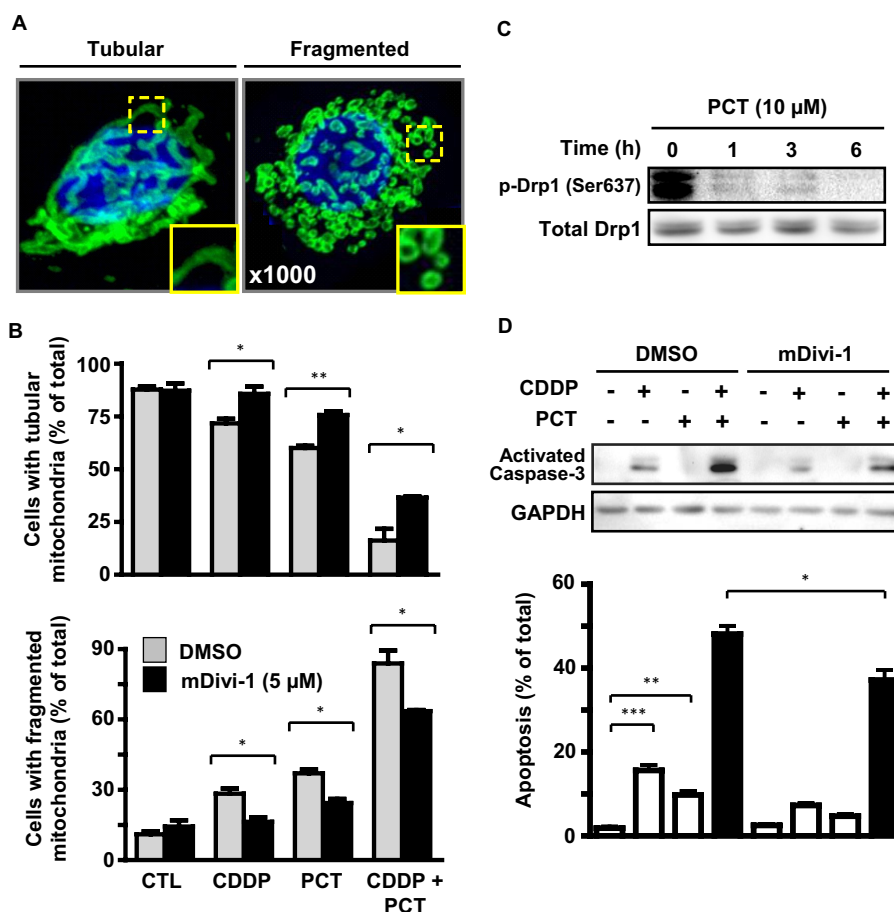 A
Tubular Fragmented
x1000
B
Cells with tubular
mitochondria (% of total)
100
75
50
25
0
* ** *
Cells with fragmented
mitochondria (% of total)
90
60
30
0
DMSO
mDivi-1 (5 µM)
* * *
CTL CDDP PCT CDDP +
PCT
C
PCT (10 µM)
Time (h) 0 1 3 6
p-Drp1 (Ser637)
Total Drp1
D
DMSO mDivi-1
CDDP - + - + - + - +
PCT - - + + - - + +
Activated
Caspase-3
GAPDH
Apoptosis (% of total)
60
40
20
0
*
**
***